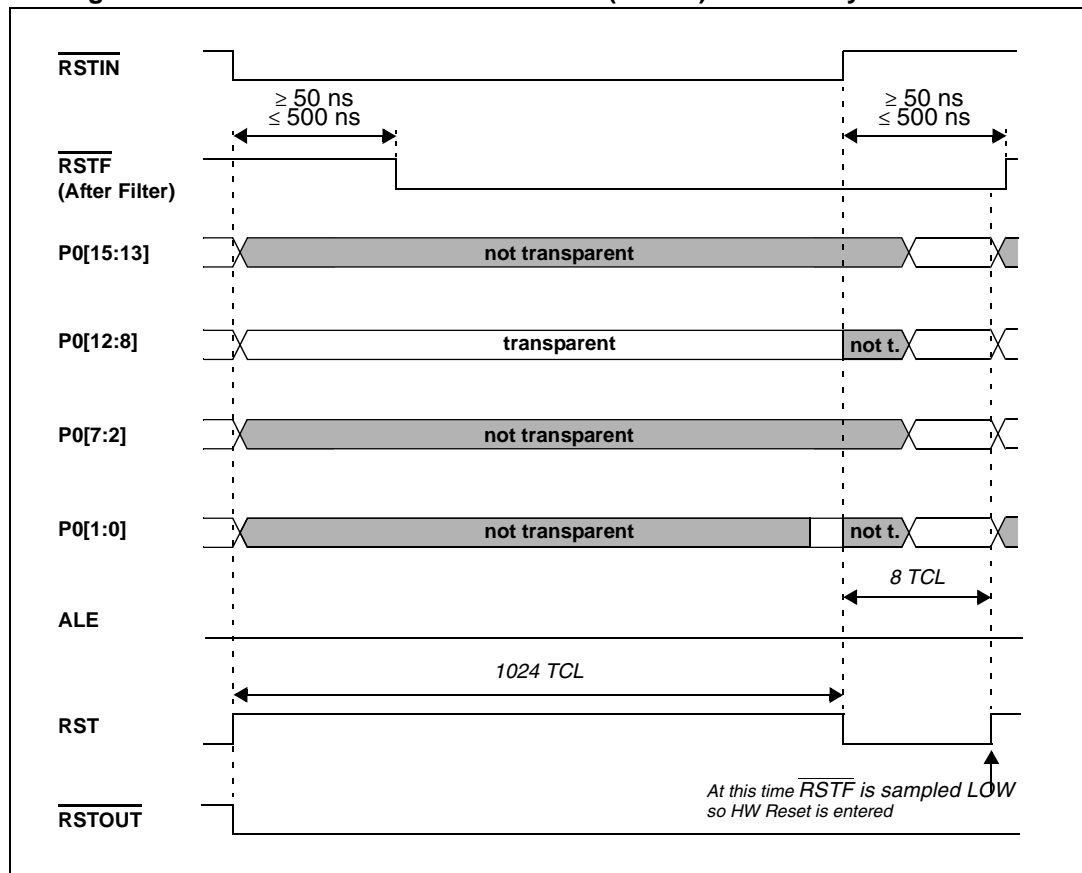 RSTIN
≥ 50 ns
≤ 500 ns
≥ 50 ns
≤ 500 ns
RSTF
(After Filter)
P0[15:13]
not transparent
P0[12:8]
transparent
not t.
P0[7:2]
not transparent
P0[1:0]
not transparent
not t.
8 TCL
ALE
1024 TCL
RST
At this time RSTF is sampled LOW
so HW Reset is entered
RSTOUT